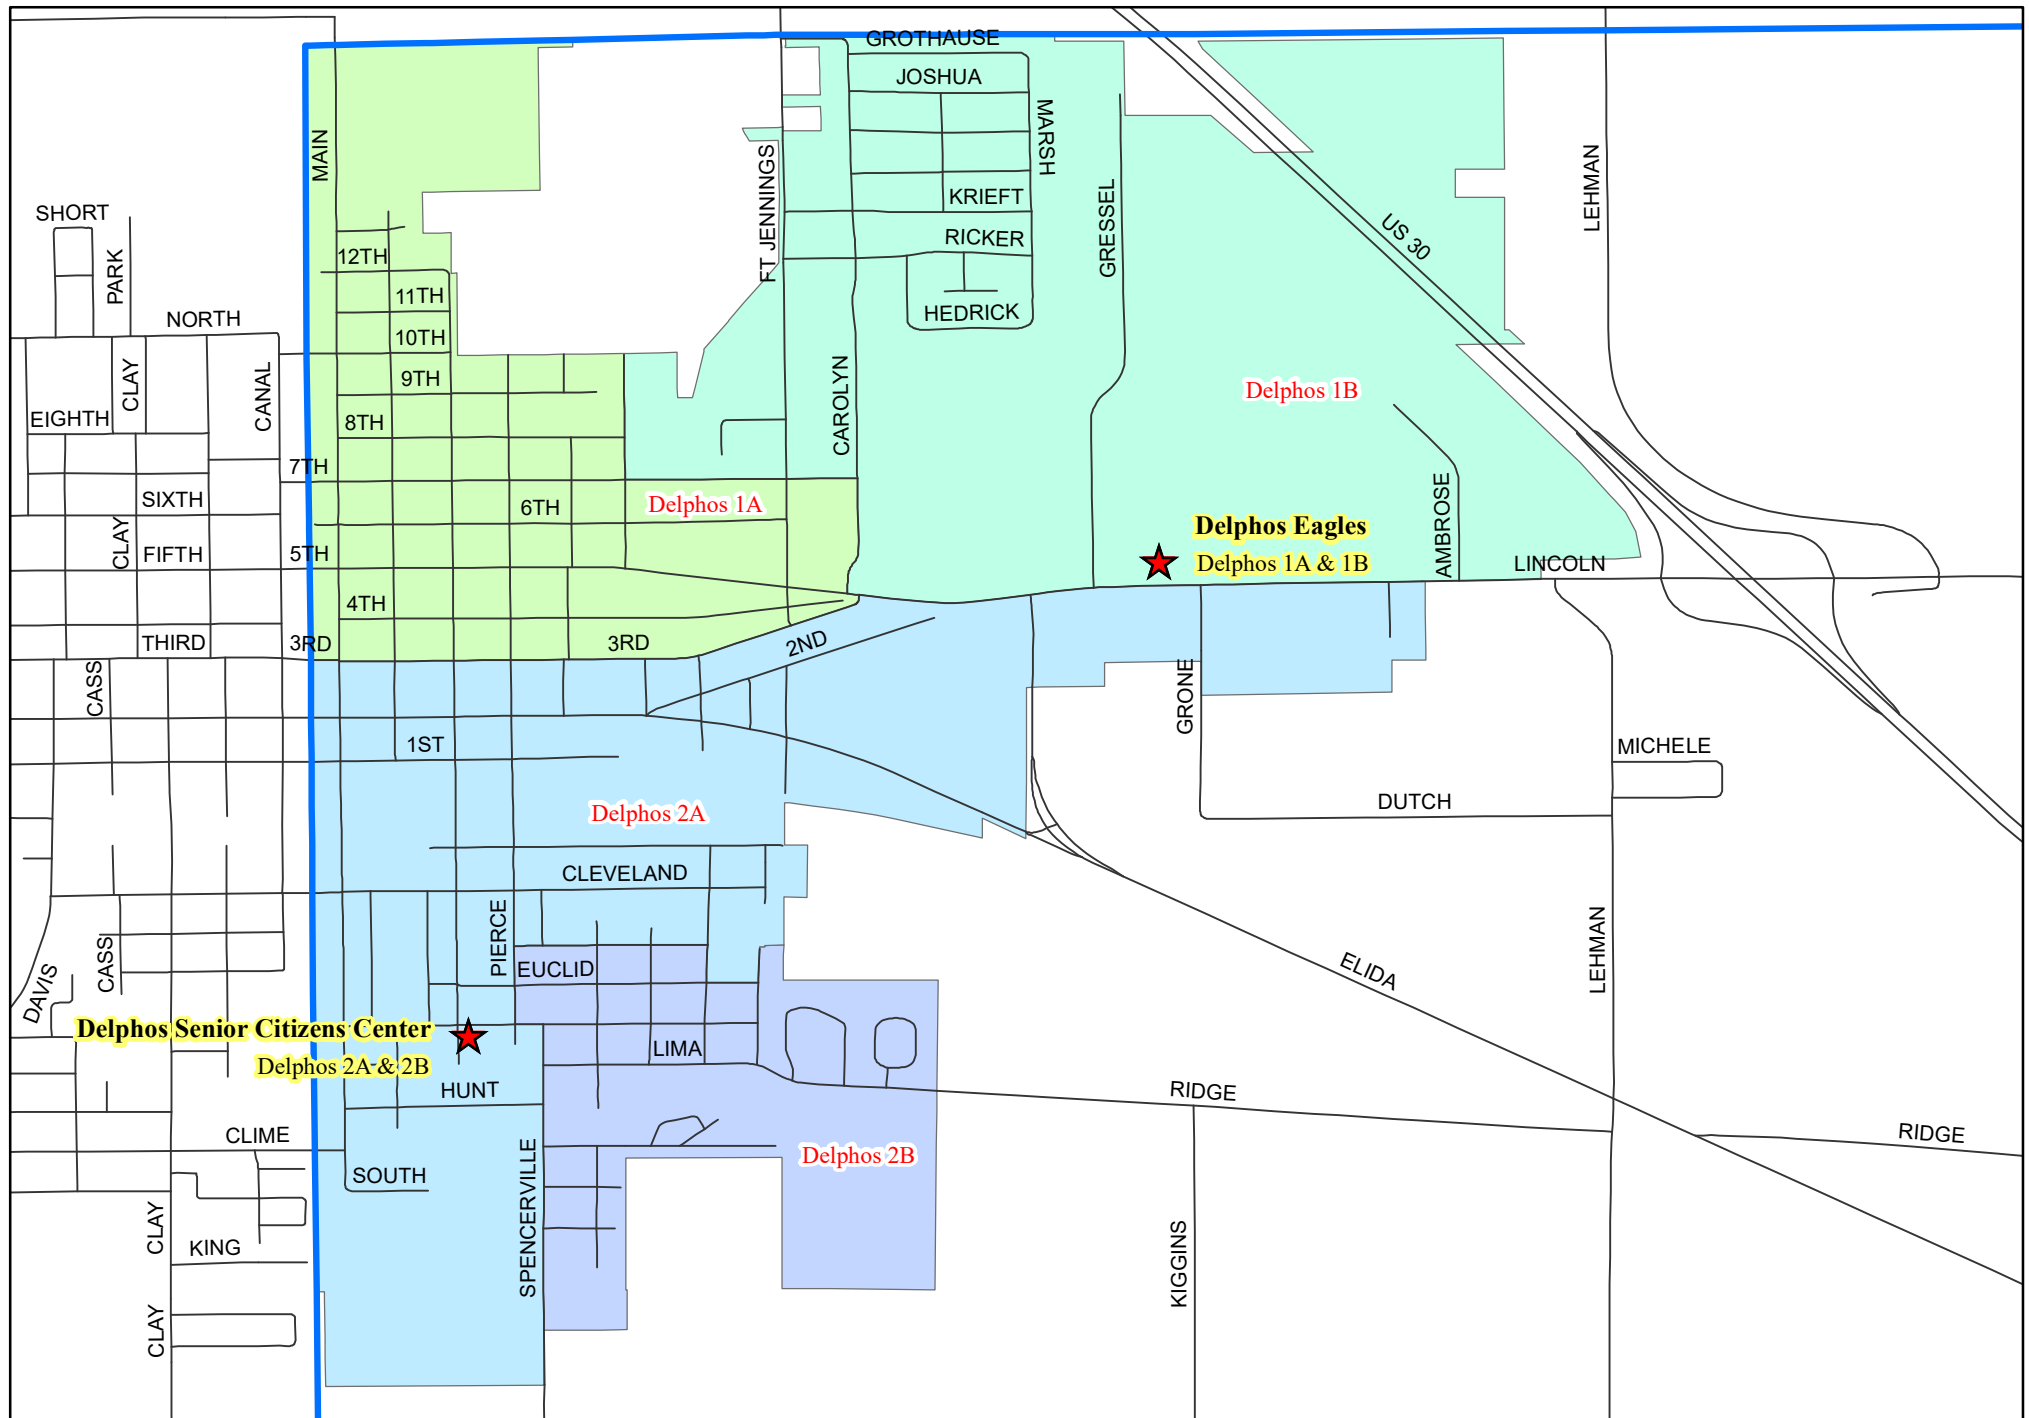 GROTHAUSE
JOSHUA
MARSH
MAIN
FT JENNINGS
KRIEFT
GRESSEL
LEHMAN
SHORT
US 30
RICKER
12TH
PARK
11TH
HEDRICK
NORTH
10TH
9TH
CLAY
CANAL
CAROLYN
Delphos 1B
EIGHTH
8TH
7TH
SIXTH
6TH
Delphos 1A
AMBROSE
Delphos Eagles
Delphos 1A & 1B
CLAY
FIFTH
5TH
LINCOLN
4TH
THIRD
3RD
3RD
2ND
CASS
GRONE
1ST
MICHELE
DUTCH
Delphos 2A
CLEVELAND
PIERCE
LEHMAN
CASS
DAVIS
EUCLID
ELIDA
Delphos Senior Citizens Center
Delphos 2A & 2B
LIMA
HUNT
RIDGE
CLIME
RIDGE
Delphos 2B
SOUTH
SPENCERVILLE
CLAY
KING
KIGGINS
CLAY